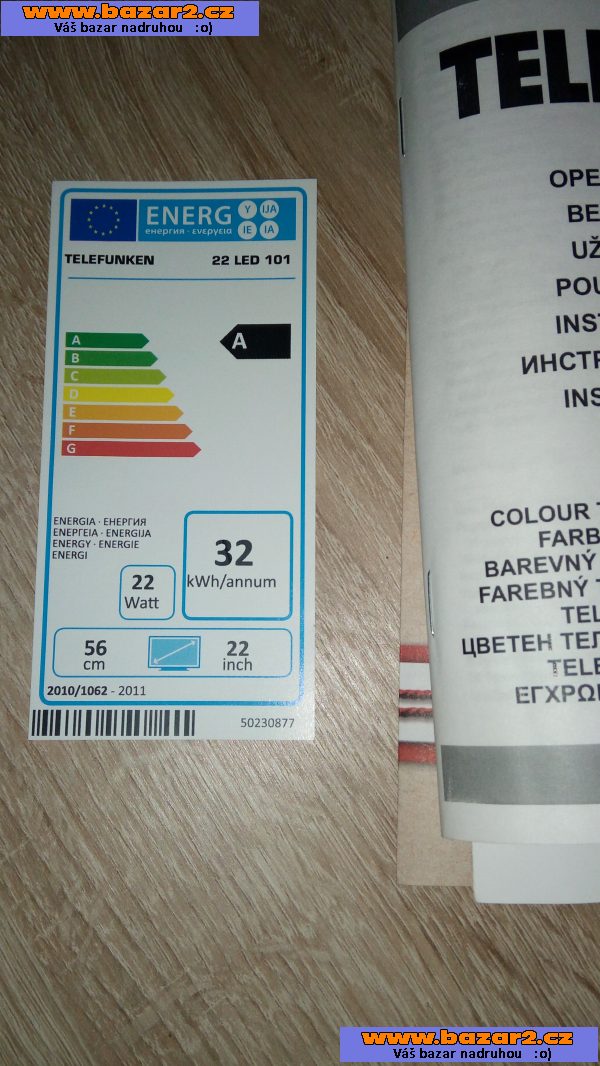 www.bazar2.cz
Váš bazar nadruhou :o)
ENERG Y IJA
енергия · ενεργεια IE IA
TELEFUNKEN 22 LED 101
A
B
C
D
E
F
G
A
ENERGIA · ЕНЕРГИЯ
ΕΝΕΡΓΕΙΑ · ENERGIJA
ENERGY · ENERGIE
ENERGI
32
kWh/annum
22
Watt
56
cm
22
inch
2010/1062 - 2011
50230877
TELE
OPE
BE
UŽ
POU
INST
ИНСТР
INS
COLOUR T
FARB
BAREVNÝ
FAREBNÝ T
TEL
ЦВЕТЕН ТЕЛ
TELE
ΕΓΧΡΩ
www.bazar2.cz
Váš bazar nadruhou :o)